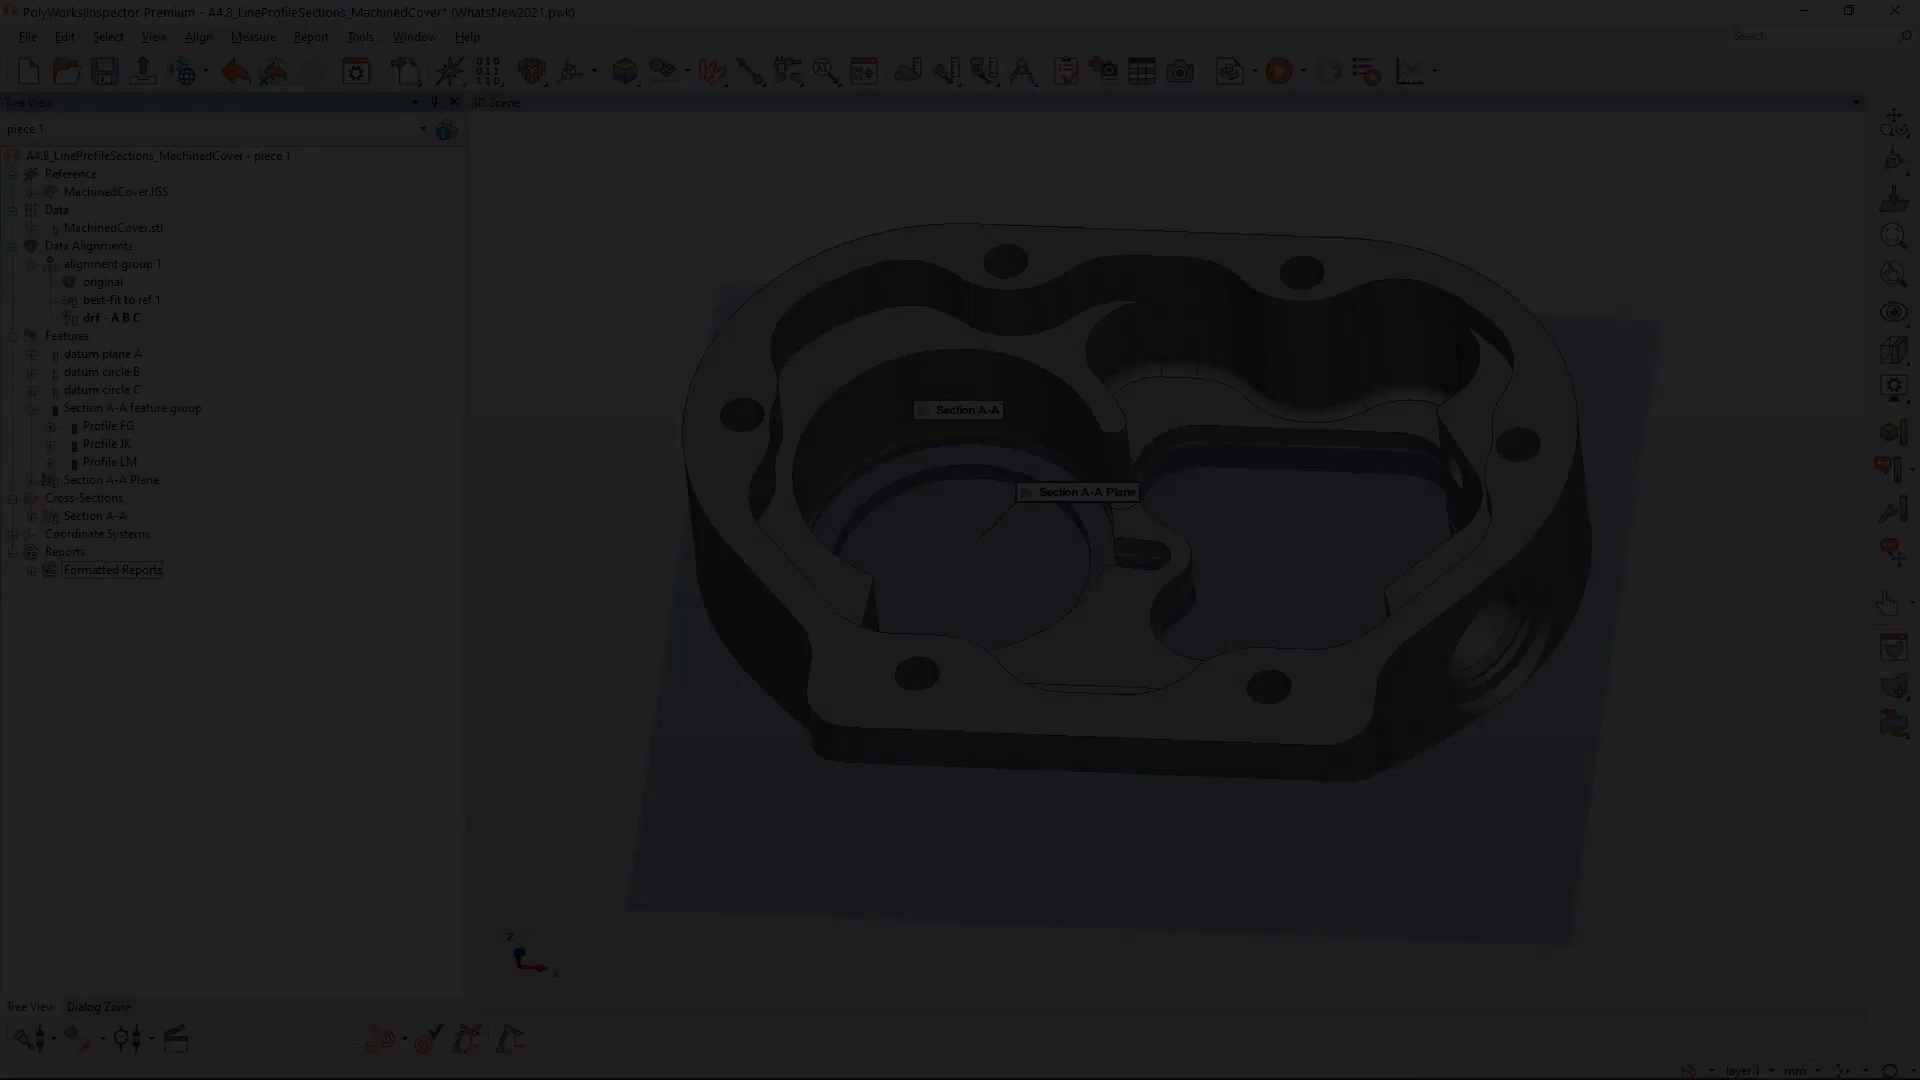 PolyWorks|Inspector Premium - A4.8_LineProfileSections_MachinedCover* (WhatsNew2021.pwk)
File Edit Select View Align Measure Report Tools Window Help
Search
Tree View
3D Scene
piece 1
A4.8_LineProfileSections_MachinedCover - piece 1
Reference
MachinedCover.IGS
Data
MachinedCover.stl
Data Alignments
alignment group 1
original
best-fit to ref 1
drf - A B C
Features
datum plane A
datum circle B
datum circle C
Section A-A feature group
Profile FG
Profile JK
Profile LM
Section A-A Plane
Cross-Sections
Section A-A
Coordinate Systems
Reports
Formatted Reports
Section A-A
Section A-A Plane
Z
X
Tree View Dialog Zone
layer 1 mm